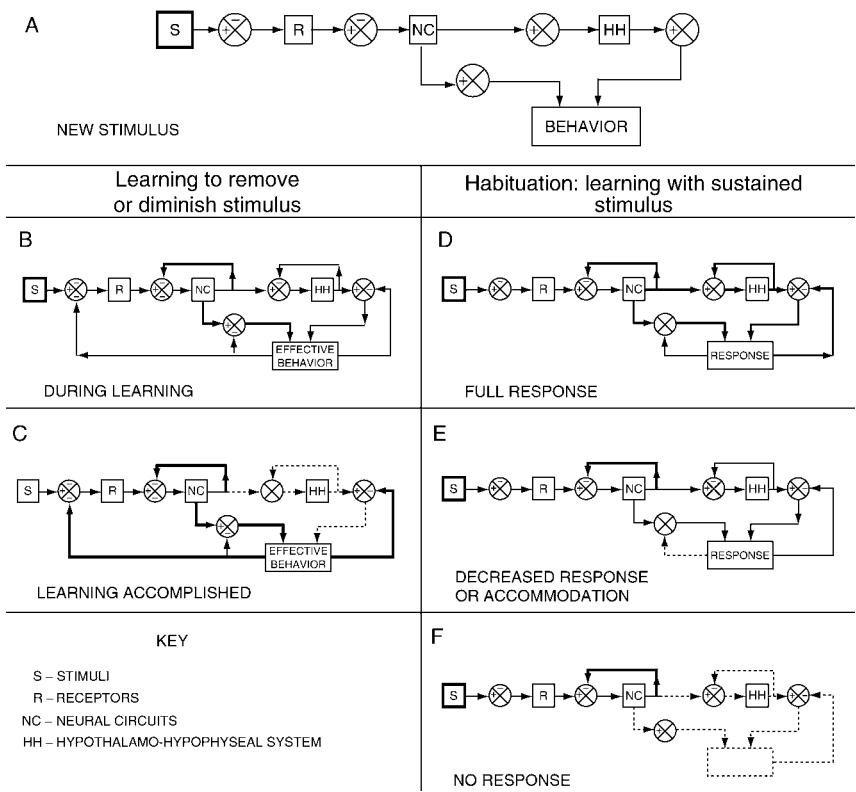 A
S
R
NC
HH
BEHAVIOR
NEW STIMULUS
Learning to remove
or diminish stimulus
Habituation: learning with sustained
stimulus
B
S
R
NC
HH
EFFECTIVE
BEHAVIOR
DURING LEARNING
D
S
R
NC
HH
RESPONSE
FULL RESPONSE
C
S
R
NC
HH
EFFECTIVE
BEHAVIOR
LEARNING ACCOMPLISHED
E
S
R
NC
HH
RESPONSE
DECREASED RESPONSE
OR ACCOMMODATION
KEY
S – STIMULI
R – RECEPTORS
NC – NEURAL CIRCUITS
HH – HYPOTHALAMO-HYPOPHYSEAL SYSTEM
F
S
R
NC
HH
NO RESPONSE